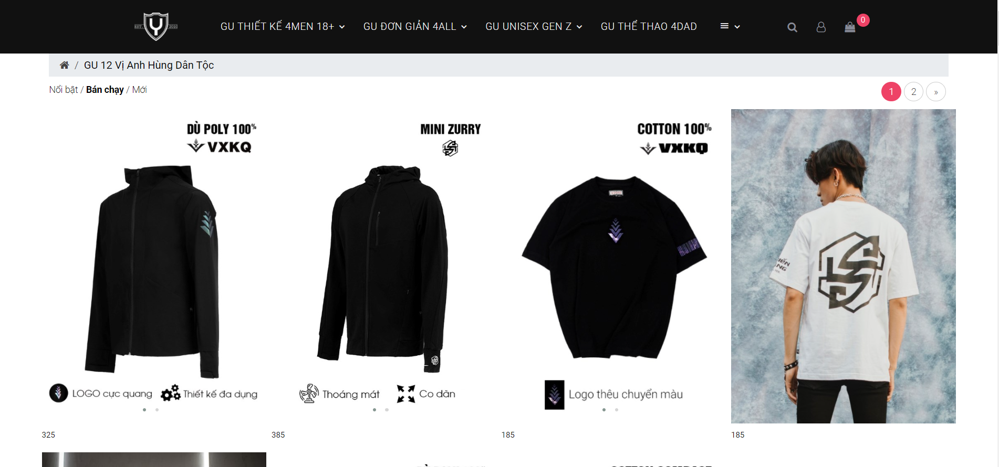 EST. Y 2010
GU THIẾT KẾ 4MEN 18+
GU ĐƠN GIẢN 4ALL
GU UNISEX GEN Z
GU THỂ THAO 4DAD
0
/ GU 12 Vị Anh Hùng Dân Tộc
Nổi bật / Bán chạy / Mới
1 2 »
DÙ POLY 100%
VXKQ
MINI ZURRY
COTTON 100%
VXKQ
LOGO cực quang
Thiết kế đa dụng
Thoáng mát
Co dãn
Logo thêu chuyển màu
325
385
185
185